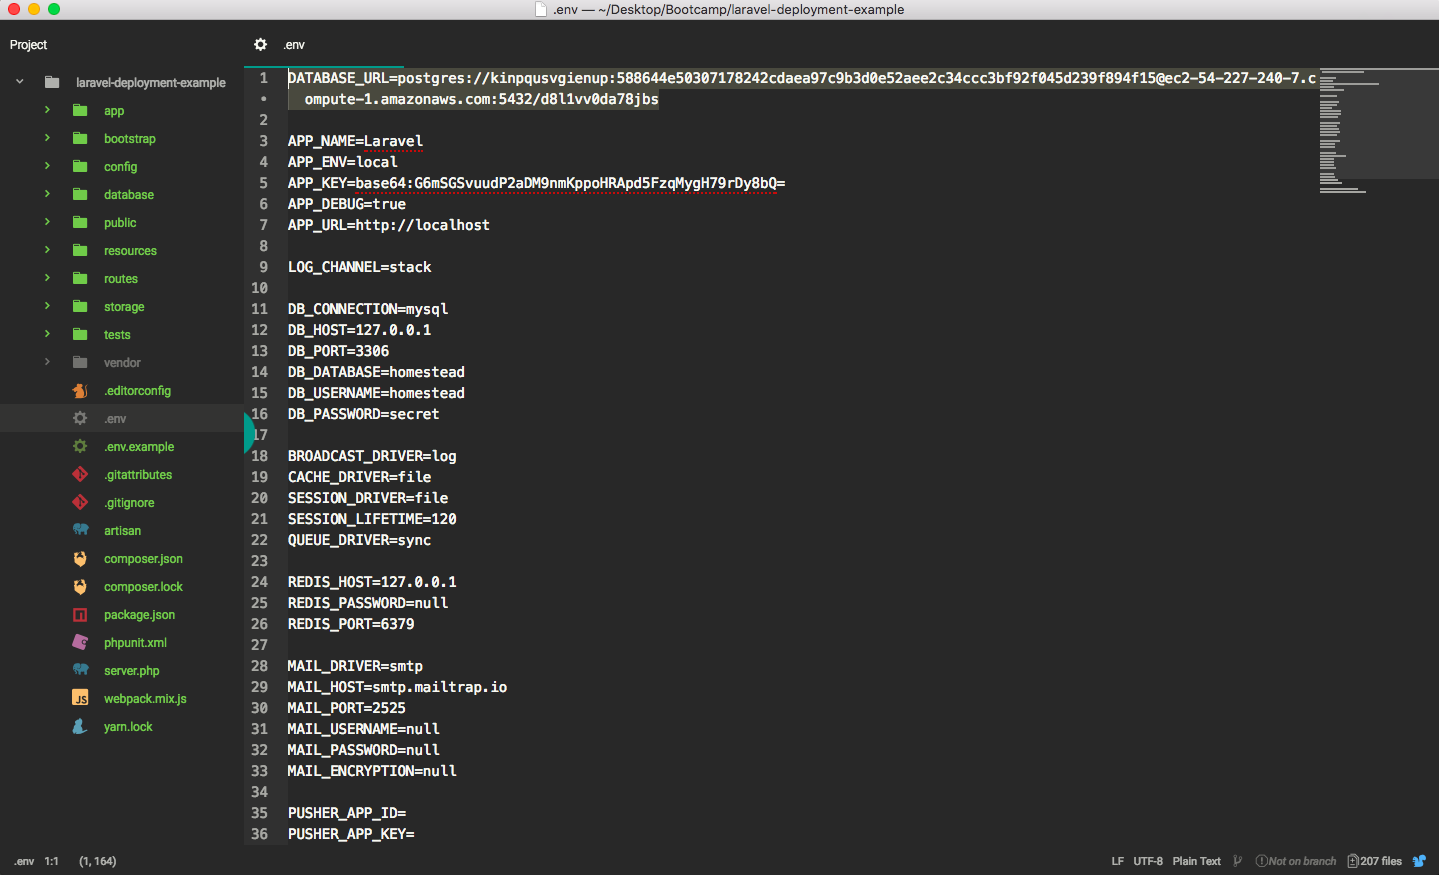 .env — ~/Desktop/Bootcamp/laravel-deployment-example
Project
.env
laravel-deployment-example
app
bootstrap
config
database
public
resources
routes
storage
tests
vendor
.editorconfig
.env
.env.example
.gitattributes
.gitignore
artisan
composer.json
composer.lock
package.json
phpunit.xml
server.php
webpack.mix.js
yarn.lock
1 DATABASE_URL=postgres://kinpqusvgienup:588644e50307178242cdaea97c9b3d0e52aee2c34ccc3bf92f045d239f894f15@ec2-54-227-240-7.c
• ompute-1.amazonaws.com:5432/d8l1vv0da78jbs
2
3 APP_NAME=Laravel
4 APP_ENV=local
5 APP_KEY=base64:G6mSGSvuudP2aDM9nmKppoHRApd5FzqMygH79rDy8bQ=
6 APP_DEBUG=true
7 APP_URL=http://localhost
8
9 LOG_CHANNEL=stack
10
11 DB_CONNECTION=mysql
12 DB_HOST=127.0.0.1
13 DB_PORT=3306
14 DB_DATABASE=homestead
15 DB_USERNAME=homestead
16 DB_PASSWORD=secret
17
18 BROADCAST_DRIVER=log
19 CACHE_DRIVER=file
20 SESSION_DRIVER=file
21 SESSION_LIFETIME=120
22 QUEUE_DRIVER=sync
23
24 REDIS_HOST=127.0.0.1
25 REDIS_PASSWORD=null
26 REDIS_PORT=6379
27
28 MAIL_DRIVER=smtp
29 MAIL_HOST=smtp.mailtrap.io
30 MAIL_PORT=2525
31 MAIL_USERNAME=null
32 MAIL_PASSWORD=null
33 MAIL_ENCRYPTION=null
34
35 PUSHER_APP_ID=
36 PUSHER_APP_KEY=
.env 1:1 (1, 164) LF UTF-8 Plain Text Not on branch 207 files